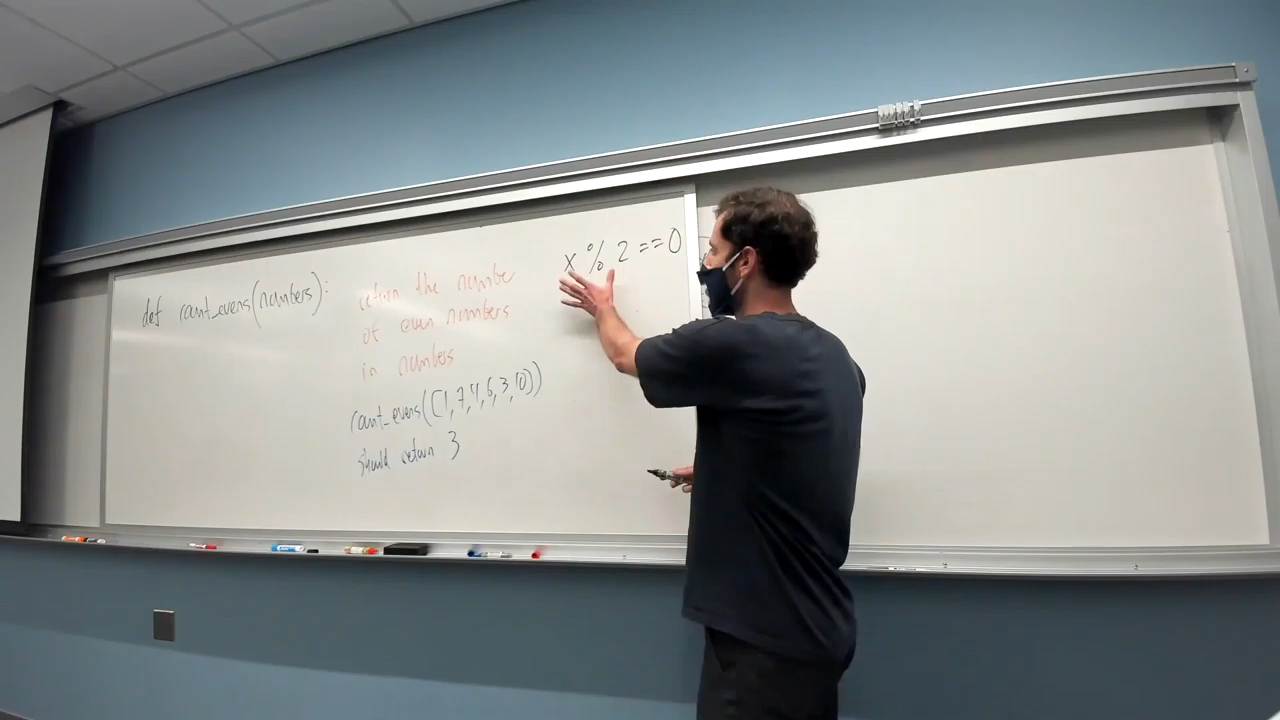 def count_evens(numbers):
return the number
of even numbers
in numbers
count_evens([1,7,4,6,3,10])
should return 3
x % 2 ==0